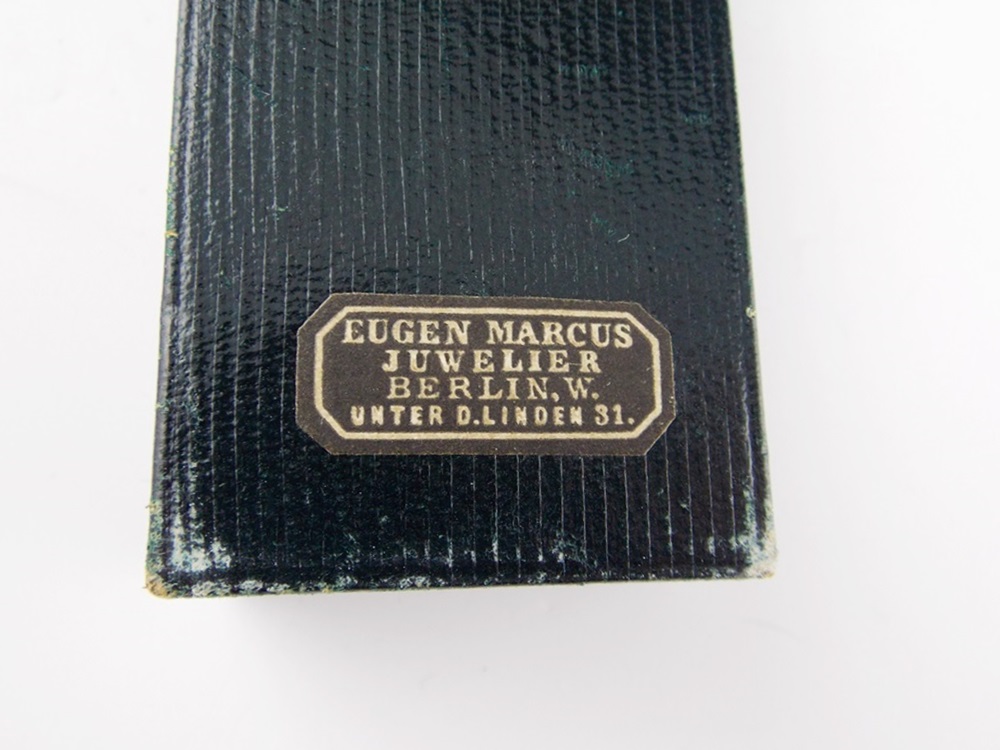 EUGEN MARCUS
JUWELIER
BERLIN, W.
UNTER D. LINDEN 31.